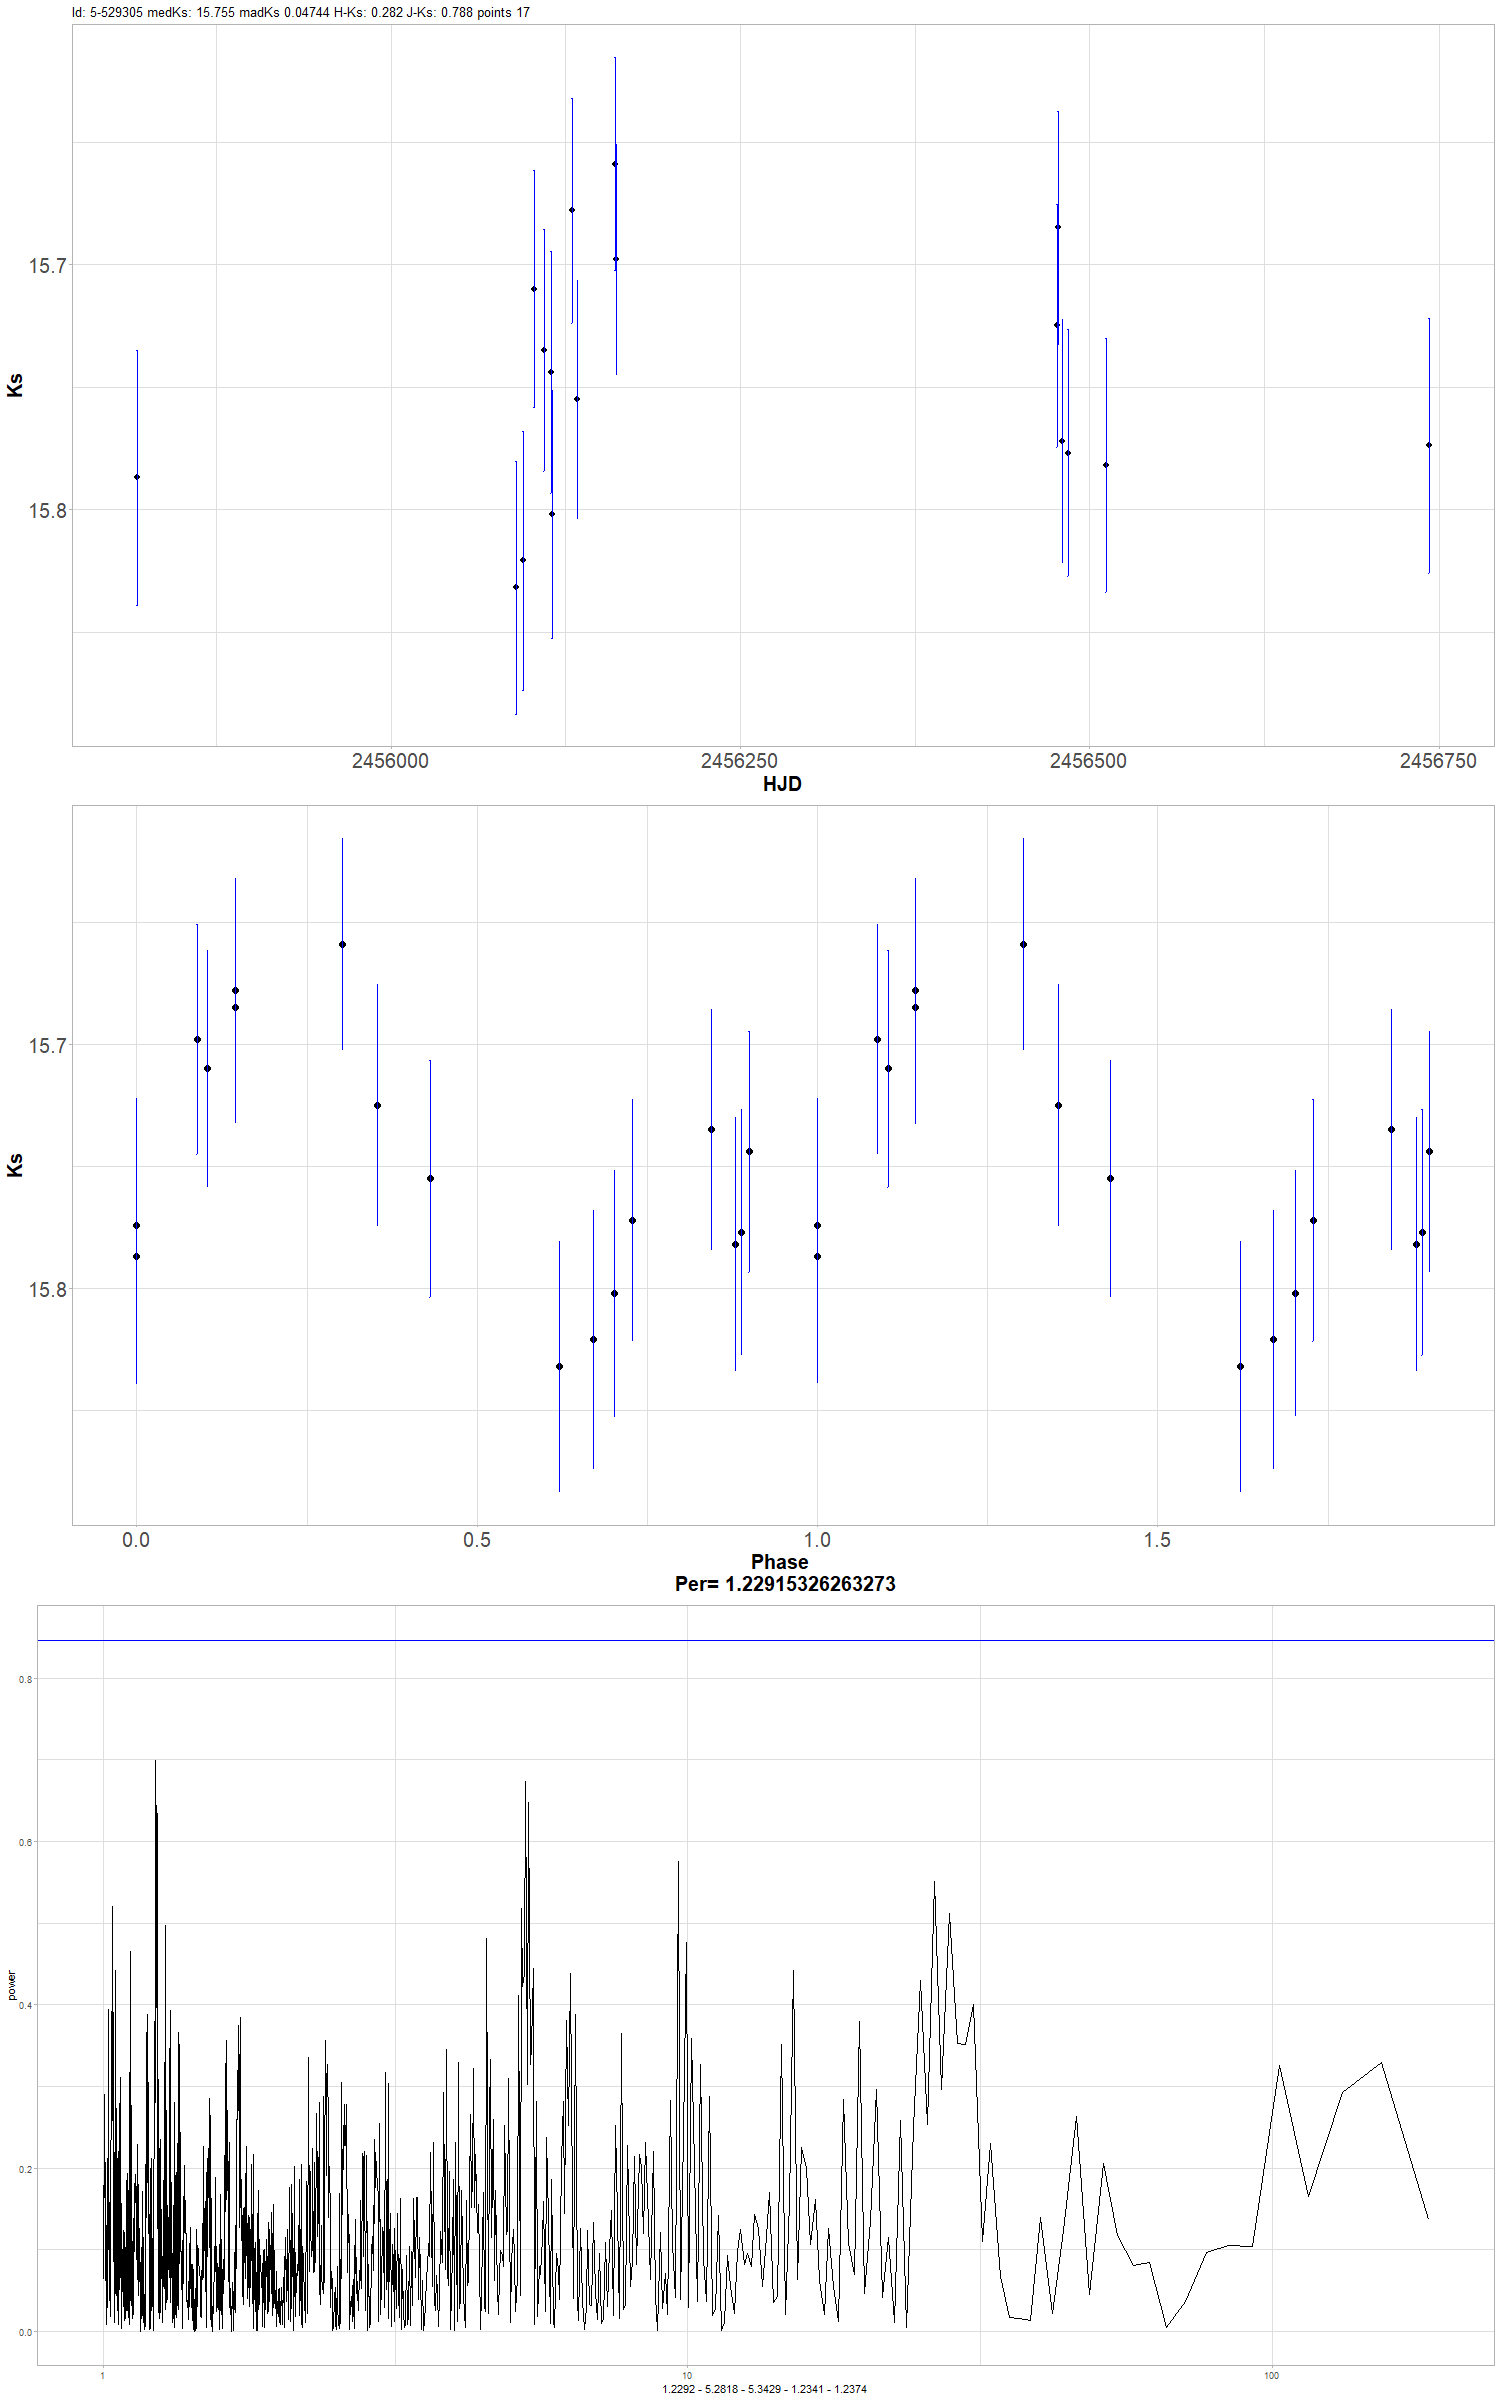 Id: 5-529305 medKs: 15.755 madKs 0.04744 H-Ks: 0.282 J-Ks: 0.788 points 17
15.7
15.8
Ks
2456000 2456250 2456500 2456750
HJD
15.7
15.8
Ks
0.0 0.5 1.0 1.5
Phase
Per= 1.22915326263273
0.8
0.6
0.4
0.2
0.0
power
1 10 100
1.2292 - 5.2818 - 5.3429 - 1.2341 - 1.2374